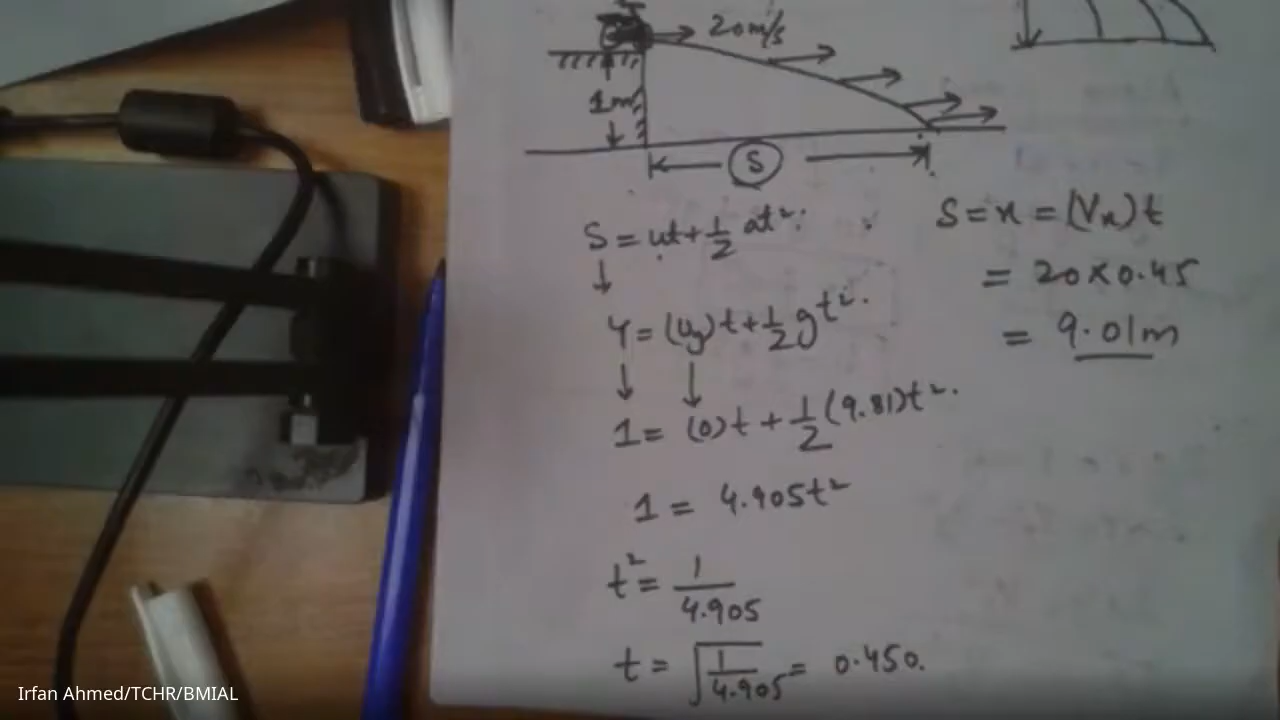 20m/s
1m
S
S = ut + 1/2 at².
Y = (Uy)t + 1/2 gt².
1 = (0)t + 1/2 (9.81)t².
1 = 4.905t²
t² = 1/4.905
t = √1/4.905 = 0.450.
S = x = (Vx)t
= 20 × 0.45
= 9.01m
Irfan Ahmed/TCHR/BMIAL